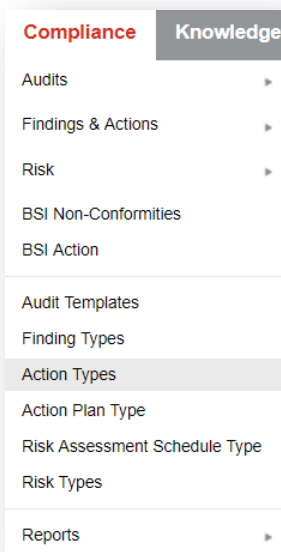 Compliance Knowledge
Audits
Findings & Actions
Risk
BSI Non-Conformities
BSI Action
Audit Templates
Finding Types
Action Types
Action Plan Type
Risk Assessment Schedule Type
Risk Types
Reports